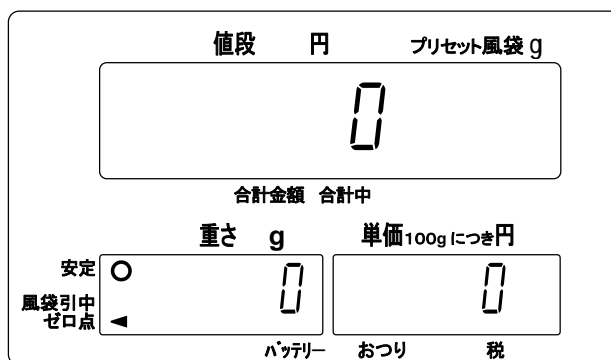 値段 円 プリセット風袋 g
0
合計金額 合計中
重さ g 単価100gにつき円
安定 0 0
風袋引中
ゼロ点
バッテリー おつり 税